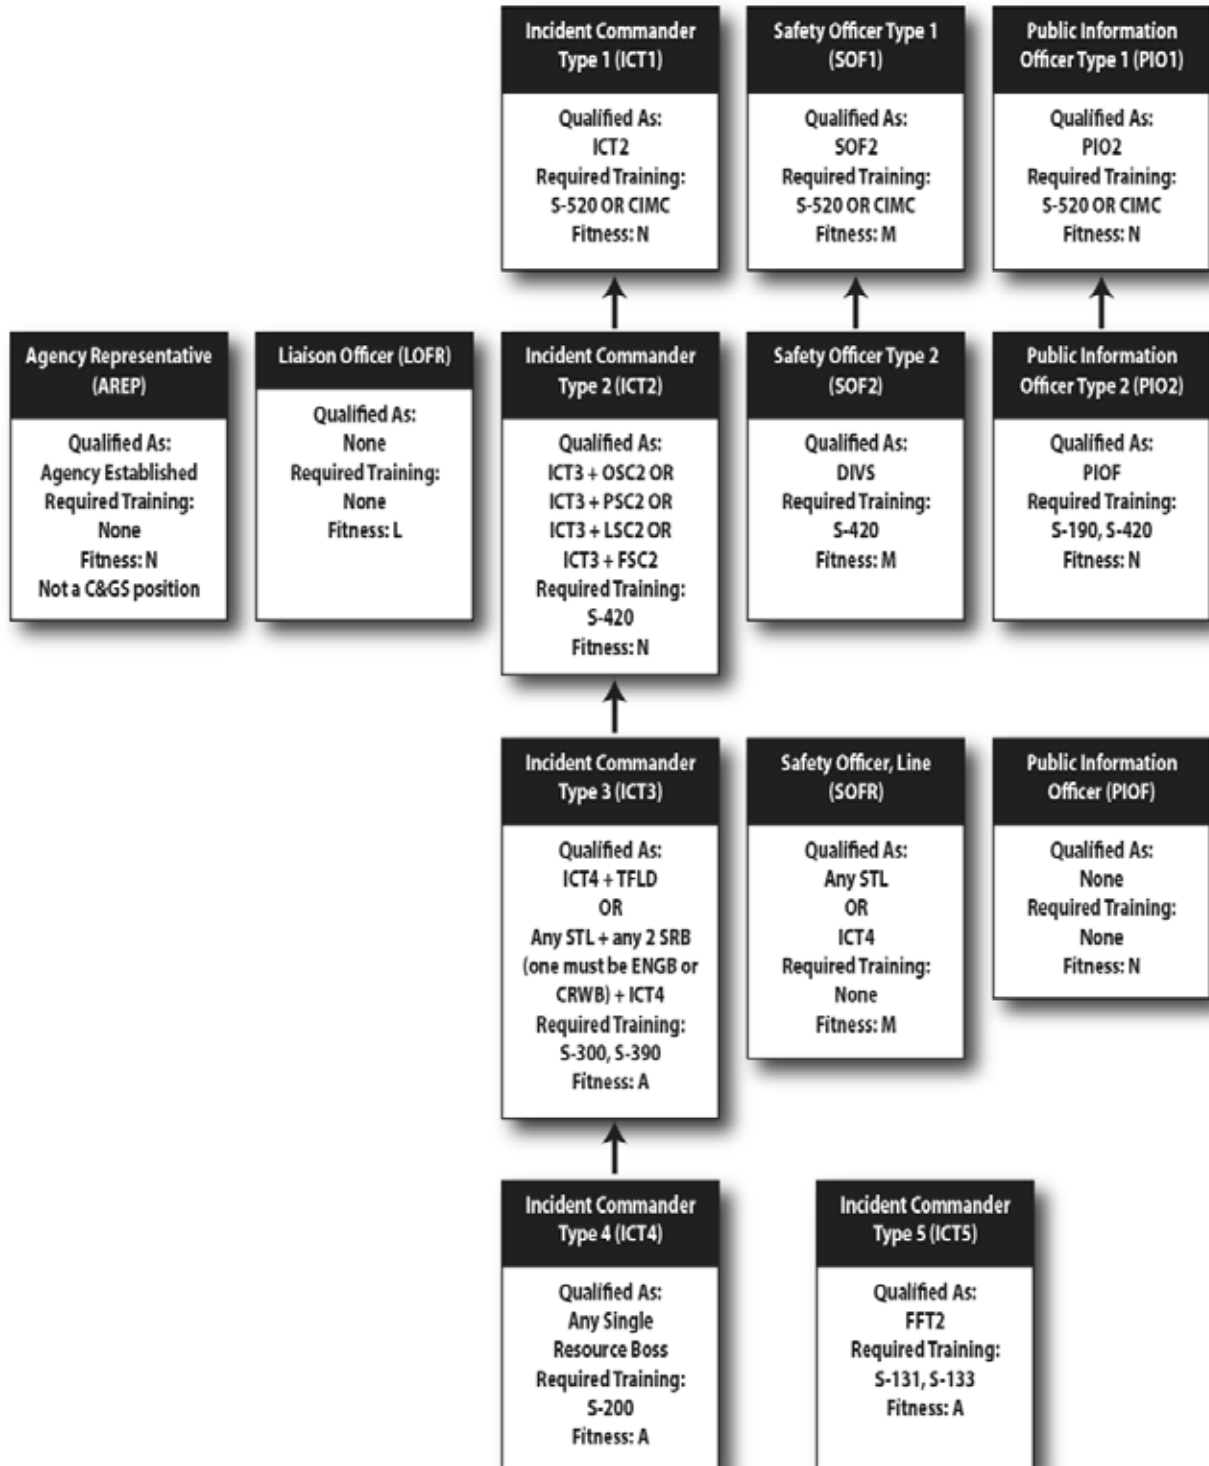 Incident Commander
Type 1 (ICT1)
Qualified As:
ICT2
Required Training:
S-520 OR CIMC
Fitness: N
Safety Officer Type 1
(SOF1)
Qualified As:
SOF2
Required Training:
S-520 OR CIMC
Fitness: M
Public Information
Officer Type 1 (PIO1)
Qualified As:
PIO2
Required Training:
S-520 OR CIMC
Fitness: N
Agency Representative
(AREP)
Qualified As:
Agency Established
Required Training:
None
Fitness: N
Not a C&GS position
Liaison Officer (LOFR)
Qualified As:
None
Required Training:
None
Fitness: L
Incident Commander
Type 2 (ICT2)
Qualified As:
ICT3 + OSC2 OR
ICT3 + PSC2 OR
ICT3 + LSC2 OR
ICT3 + FSC2
Required Training:
S-420
Fitness: N
Safety Officer Type 2
(SOF2)
Qualified As:
DIVS
Required Training:
S-420
Fitness: M
Public Information
Officer Type 2 (PIO2)
Qualified As:
PIOF
Required Training:
S-190, S-420
Fitness: N
Incident Commander
Type 3 (ICT3)
Qualified As:
ICT4 + TFLD
OR
Any STL + any 2 SRB
(one must be ENGB or
CRWB) + ICT4
Required Training:
S-300, S-390
Fitness: A
Safety Officer, Line
(SOFR)
Qualified As:
Any STL
OR
ICT4
Required Training:
None
Fitness: M
Public Information
Officer (PIOF)
Qualified As:
None
Required Training:
None
Fitness: N
Incident Commander
Type 4 (ICT4)
Qualified As:
Any Single
Resource Boss
Required Training:
S-200
Fitness: A
Incident Commander
Type 5 (ICT5)
Qualified As:
FFT2
Required Training:
S-131, S-133
Fitness: A